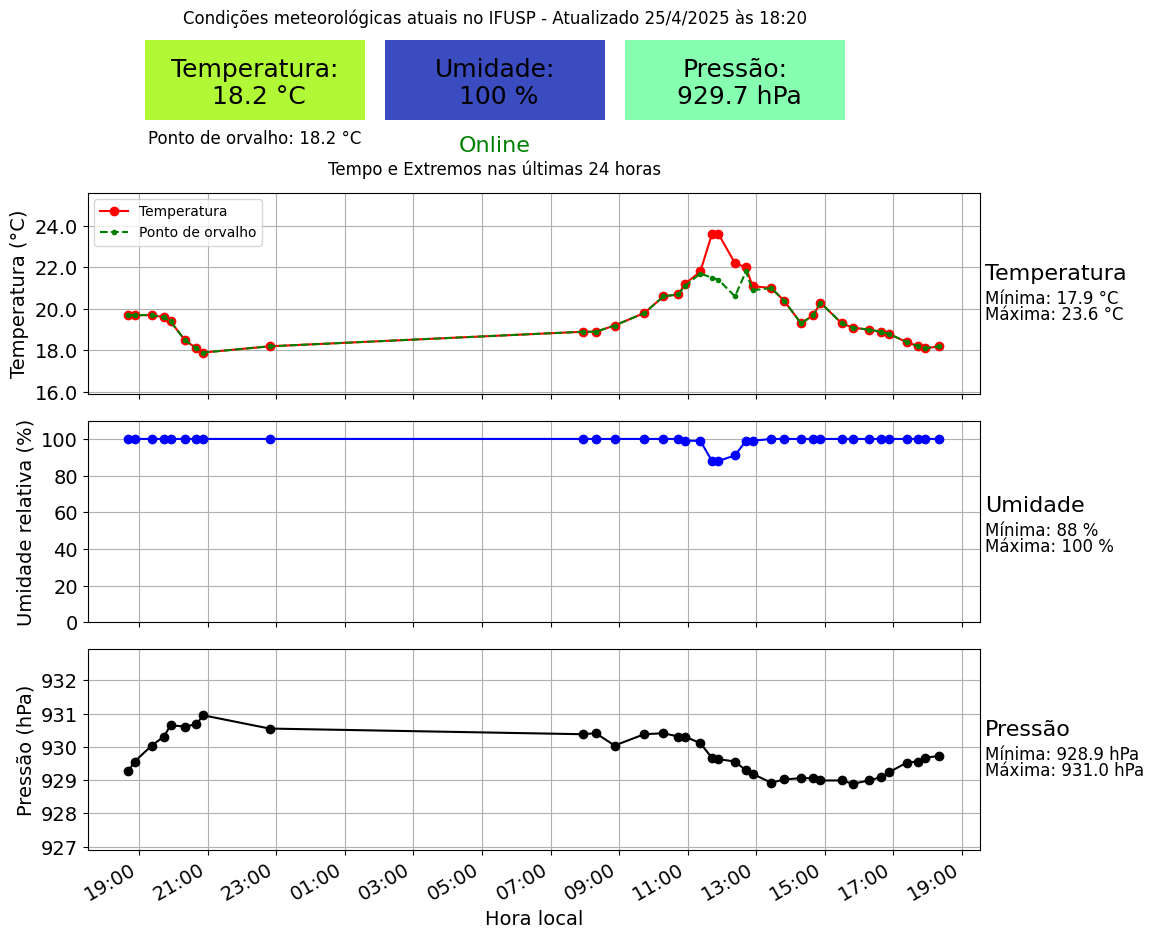 Condições meteorológicas atuais no IFUSP - Atualizado 25/4/2025 às 18:20
Temperatura:
18.2 °C
Umidade:
100 %
Pressão:
929.7 hPa
Ponto de orvalho: 18.2 °C
Online
Tempo e Extremos nas últimas 24 horas
Temperatura (°C)
24.0
22.0
20.0
18.0
16.0
Temperatura
Ponto de orvalho
Temperatura
Mínima: 17.9 °C
Máxima: 23.6 °C
Umidade relativa (%)
100
80
60
40
20
0
Umidade
Mínima: 88 %
Máxima: 100 %
Pressão (hPa)
932
931
930
929
928
927
Pressão
Mínima: 928.9 hPa
Máxima: 931.0 hPa
19:00
21:00
23:00
01:00
03:00
05:00
07:00
09:00
11:00
13:00
15:00
17:00
19:00
Hora local